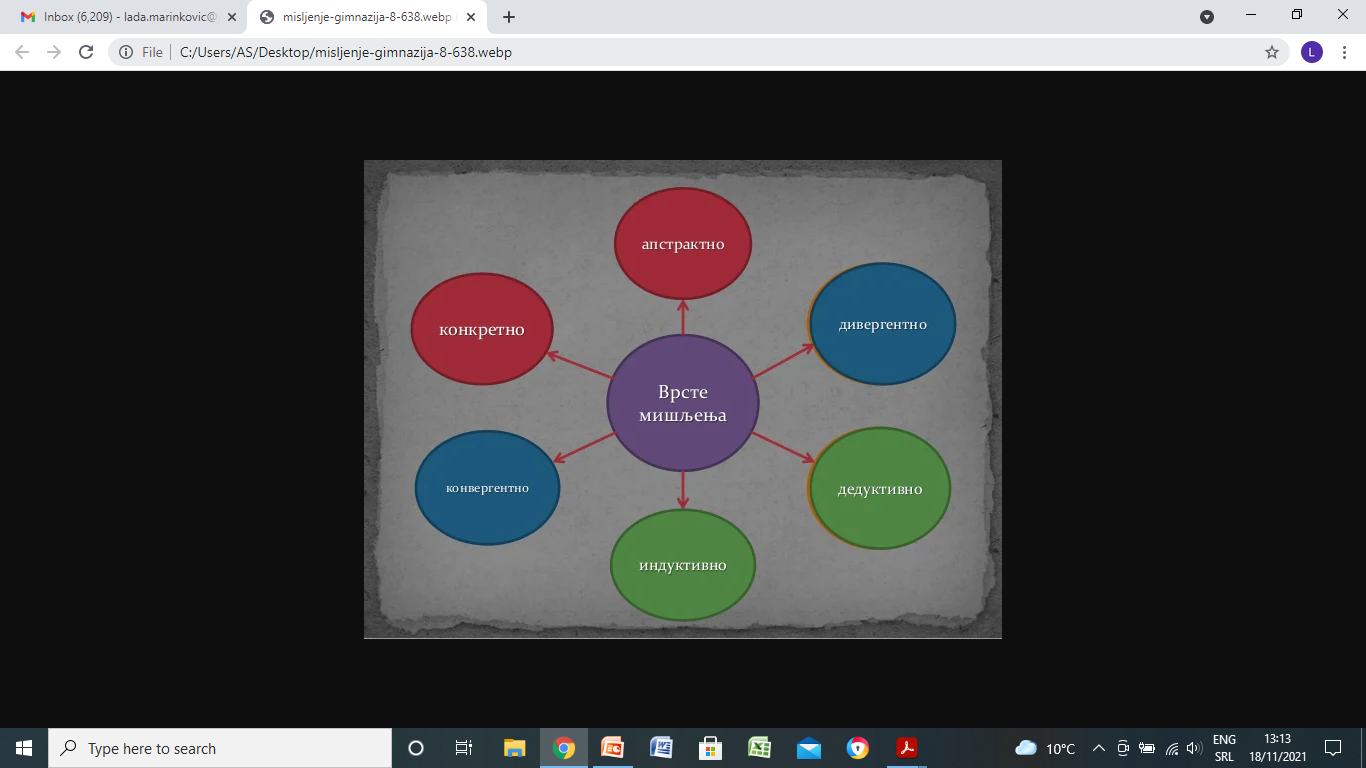 Inbox (6,209) - lada.marinkovic@
misljenje-gimnazija-8-638.webp
File
C:/Users/AS/Desktop/misljenje-gimnazija-8-638.webp
L
апстрактно
конкретно
дивергентно
Врсте
мишљења
конвергентно
дедуктивно
индуктивно
Type here to search
10°C
ENG
SRL
13:13
18/11/2021